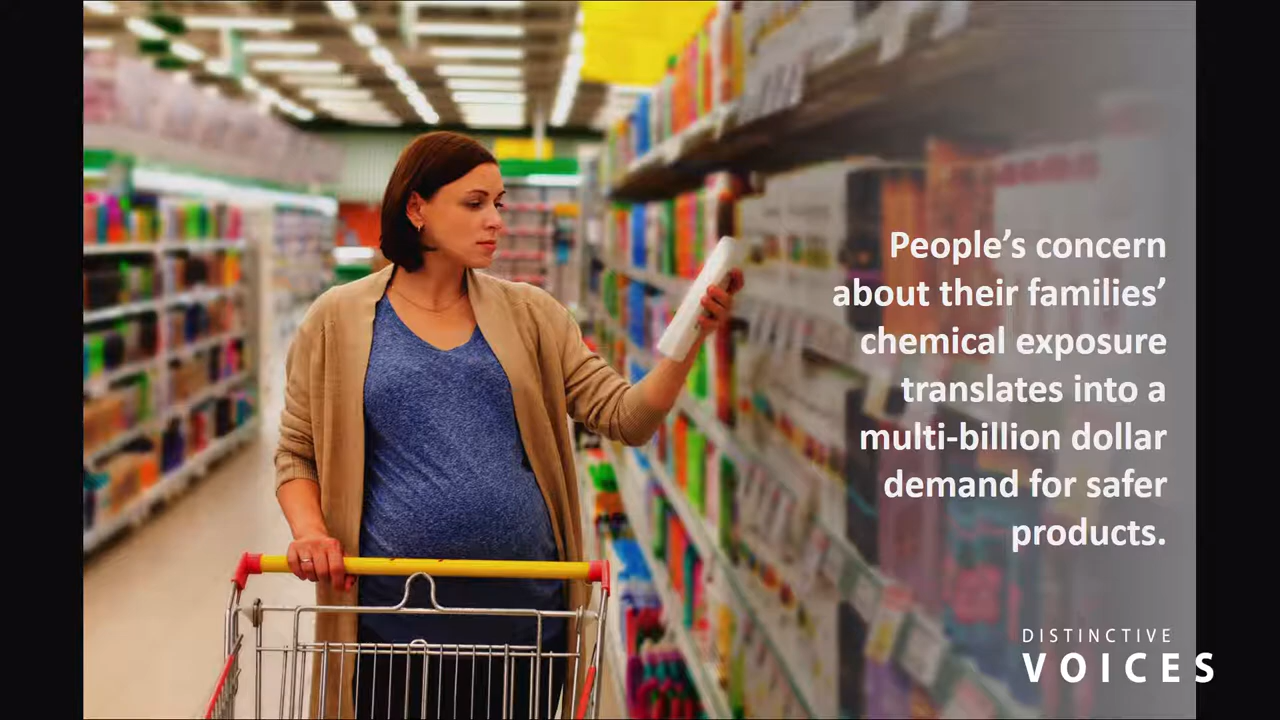 People’s concern
about their families’
chemical exposure
translates into a
multi-billion dollar
demand for safer
products.
DISTINCTIVE
VOICES